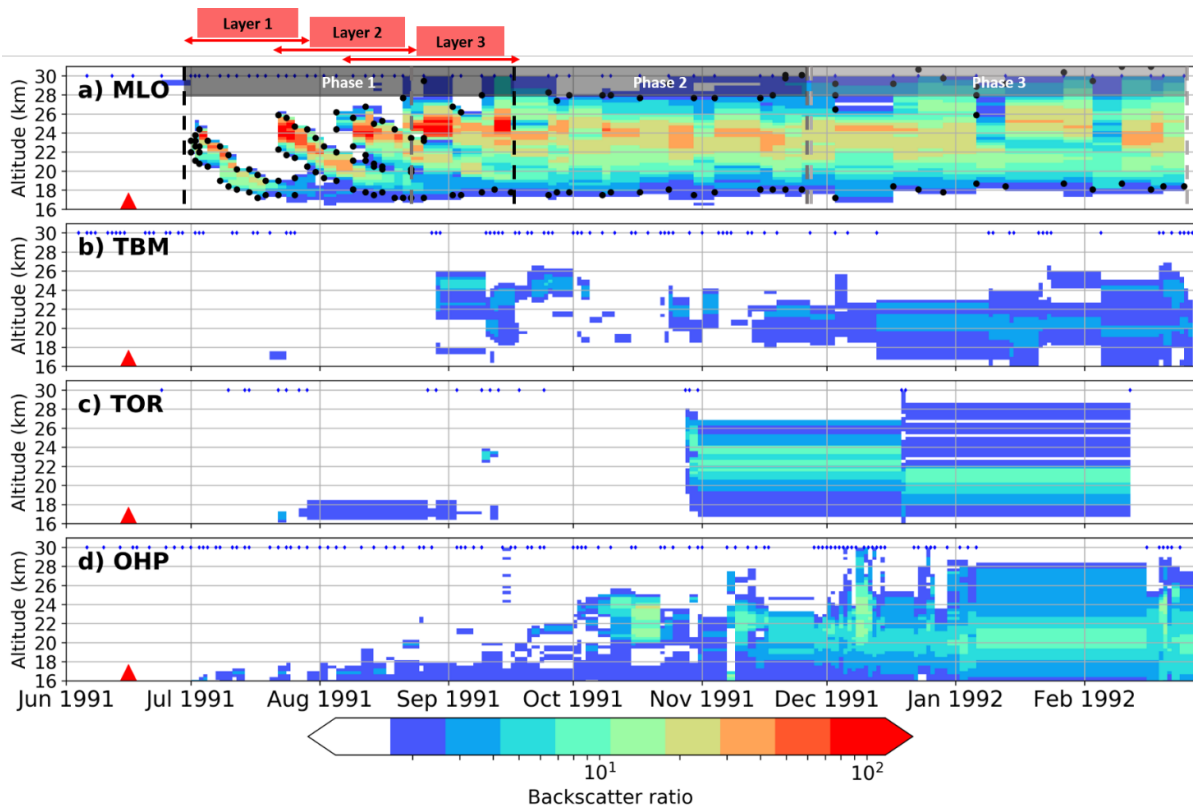 Layer 1
Layer 2
Layer 3
Phase 1
Phase 2
Phase 3
a) MLO
Altitude (km)
30
28
26
24
22
20
18
16
b) TBM
Altitude (km)
30
28
26
24
22
20
18
16
c) TOR
Altitude (km)
30
28
26
24
22
20
18
16
d) OHP
Altitude (km)
30
28
26
24
22
20
18
16
Jun 1991 Jul 1991 Aug 1991 Sep 1991 Oct 1991 Nov 1991 Dec 1991 Jan 1992 Feb 1992
10¹ 10²
Backscatter ratio